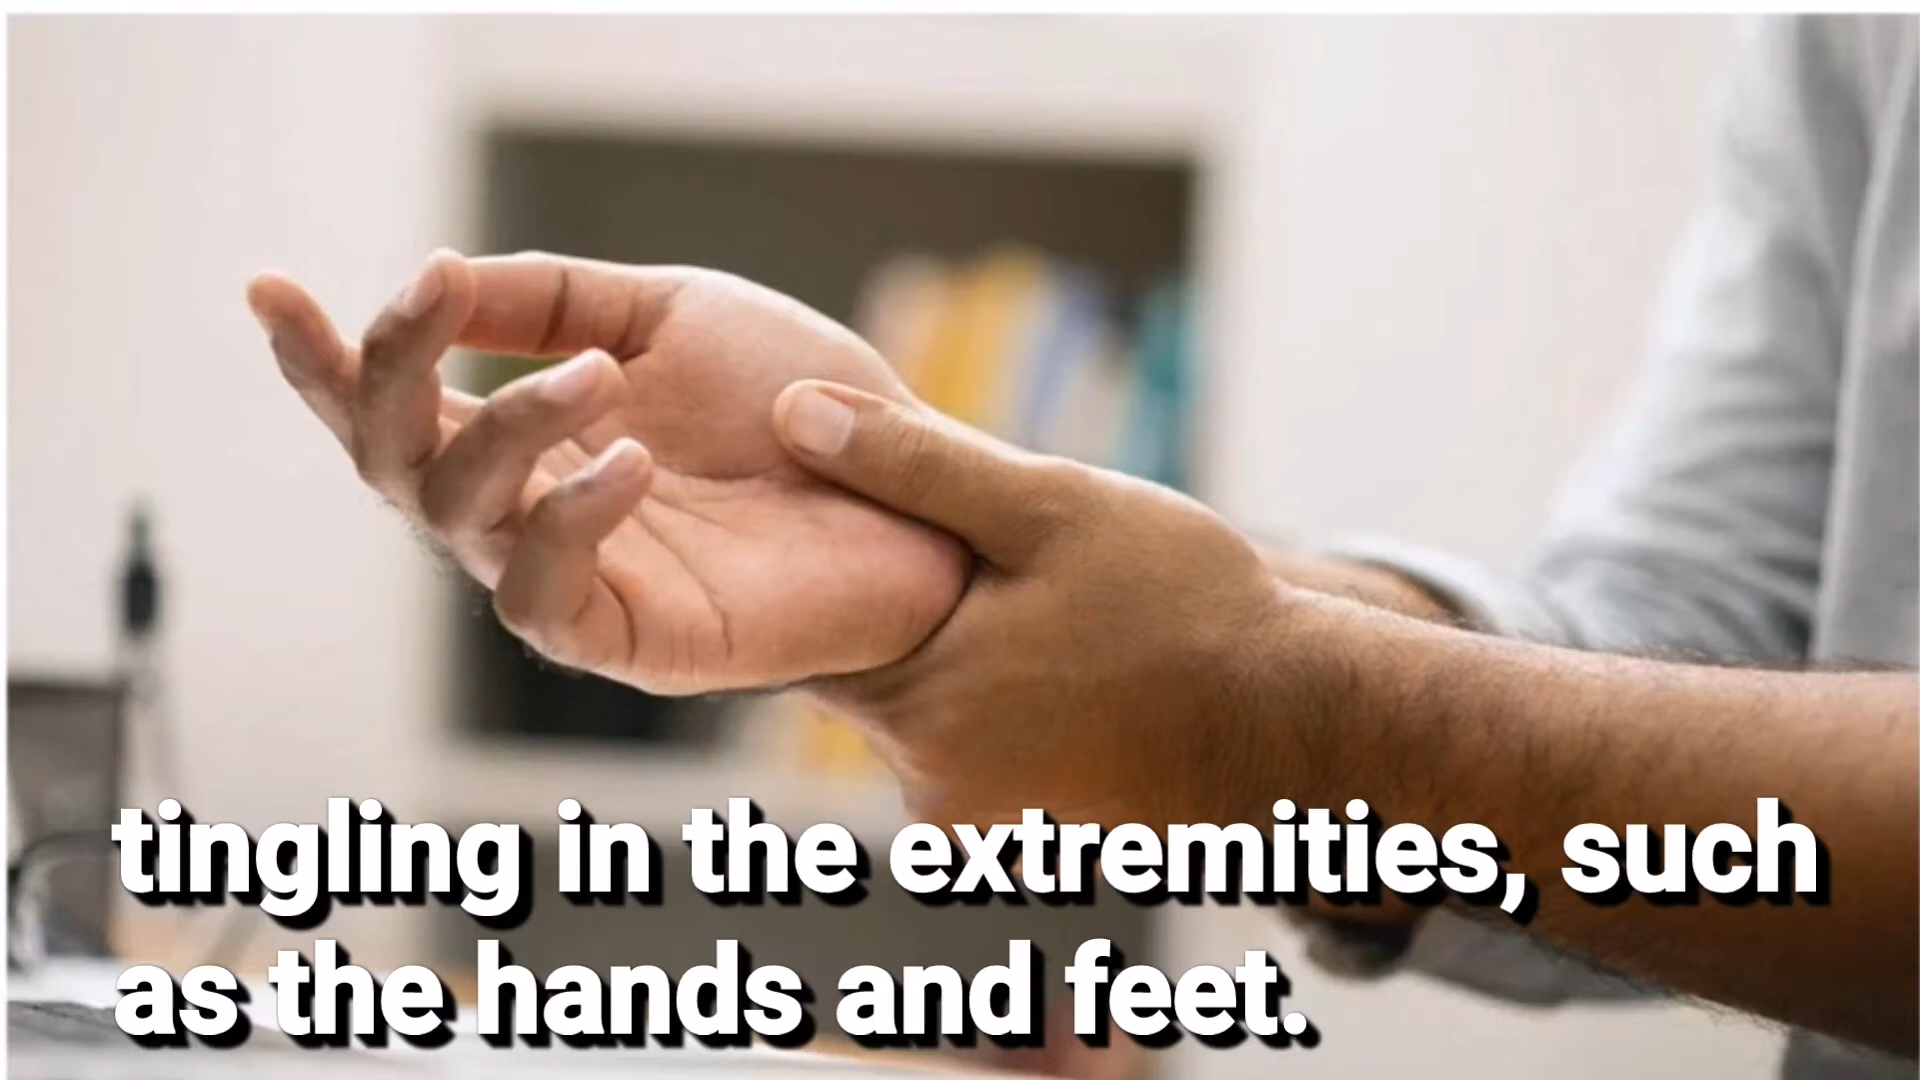 tingling in the extremities, such
as the hands and feet.